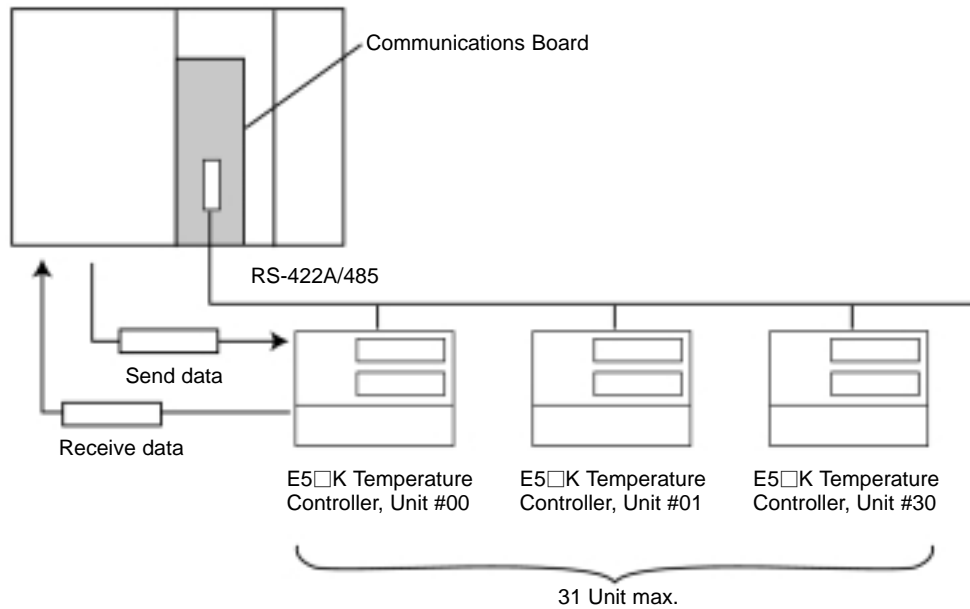 Communications Board
RS-422A/485
Send data
Receive data
E5□K Temperature
Controller, Unit #00
E5□K Temperature
Controller, Unit #01
E5□K Temperature
Controller, Unit #30
31 Unit max.